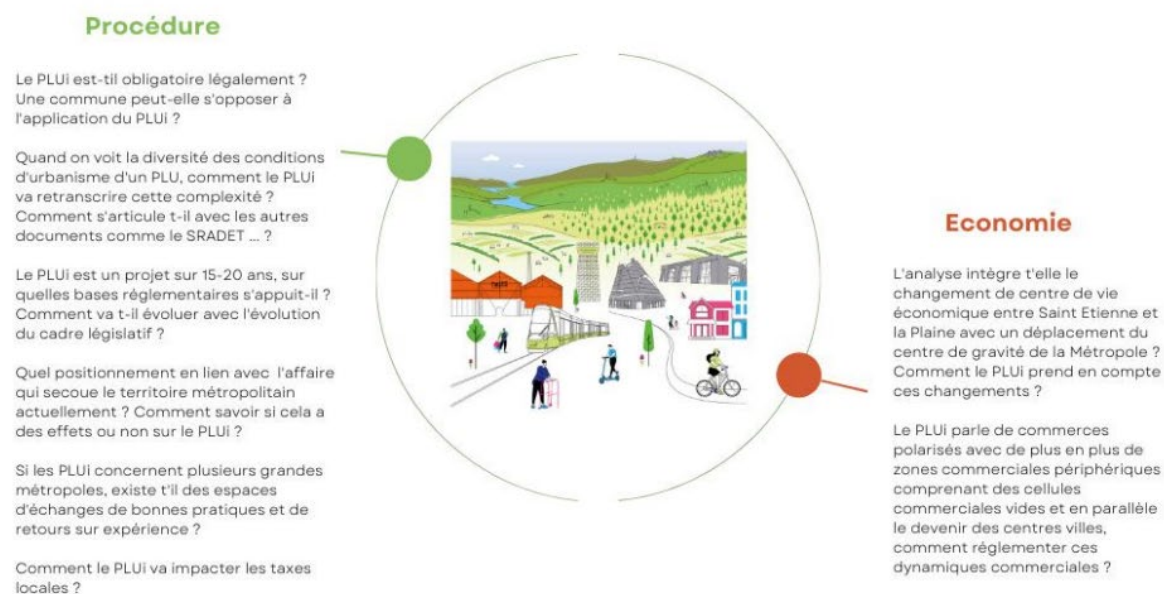 Procédure
Le PLUi est-til obligatoire légalement ?
Une commune peut-elle s'opposer à
l'application du PLUi ?
Quand on voit la diversité des conditions
d'urbanisme d'un PLU, comment le PLUi
va retranscrire cette complexité ?
Comment s'articule t-il avec les autres
documents comme le SRADET ... ?
Le PLUi est un projet sur 15-20 ans, sur
quelles bases réglementaires s'appuit-il ?
Comment va t-il évoluer avec l'évolution
du cadre législatif ?
Quel positionnement en lien avec l'affaire
qui secoue le territoire métropolitain
actuellement ? Comment savoir si cela a
des effets ou non sur le PLUi ?
Si les PLUi concernent plusieurs grandes
métropoles, existe t'il des espaces
d'échanges de bonnes pratiques et de
retours sur expérience ?
Comment le PLUi va impacter les taxes
locales ?
Economie
L'analyse intègre t'elle le
changement de centre de vie
économique entre Saint Etienne et
la Plaine avec un déplacement du
centre de gravité de la Métropole ?
Comment le PLUi prend en compte
ces changements ?
Le PLUi parle de commerces
polarisés avec de plus en plus de
zones commerciales périphériques
comprenant des cellules
commerciales vides et en parallèle
le devenir des centres villes,
comment réglementer ces
dynamiques commerciales ?